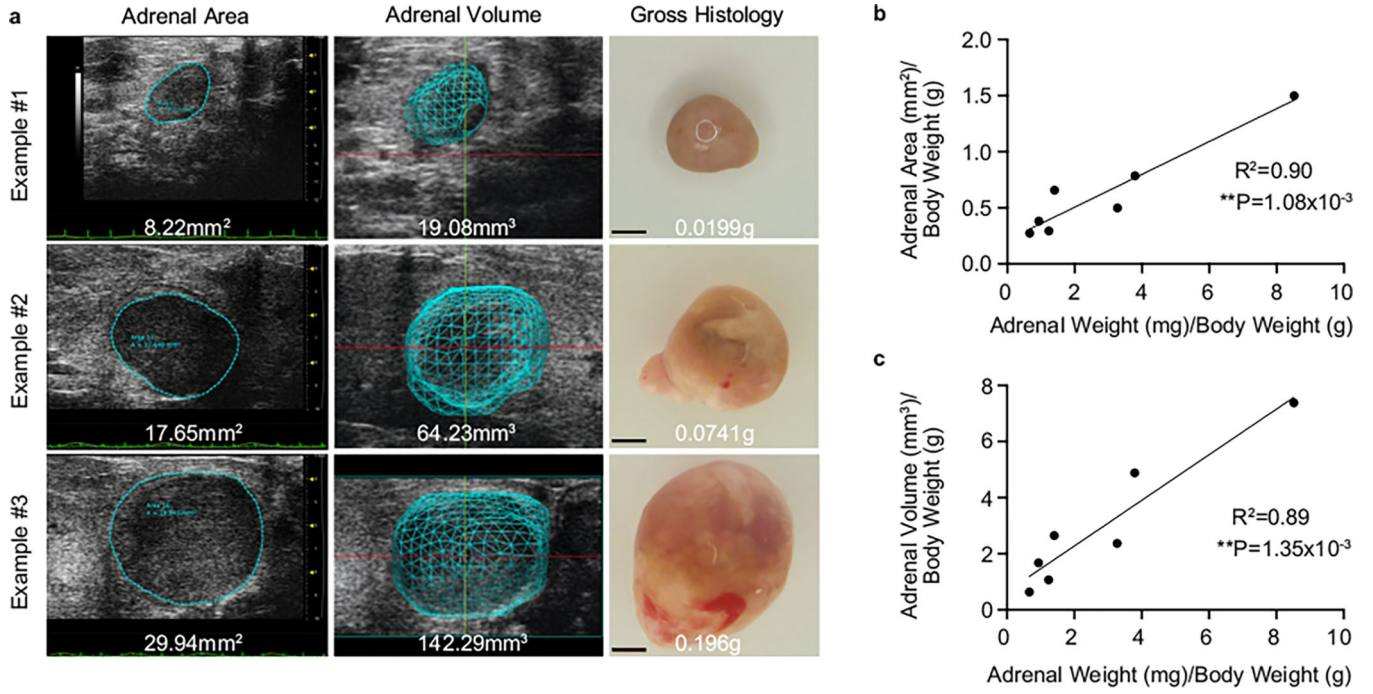 a
Adrenal Area
Adrenal Volume
Gross Histology
Example #1
8.22mm²
19.08mm³
0.0199g
Example #2
17.65mm²
64.23mm³
0.0741g
Example #3
29.94mm²
142.29mm³
0.196g
b
Adrenal Area (mm²)/
Body Weight (g)
2.0
1.5
1.0
0.5
0.0
R²=0.90
**P=1.08x10⁻³
0 2 4 6 8 10
Adrenal Weight (mg)/Body Weight (g)
c
Adrenal Volume (mm³)/
Body Weight (g)
8
6
4
2
0
R²=0.89
**P=1.35x10⁻³
0 2 4 6 8 10
Adrenal Weight (mg)/Body Weight (g)